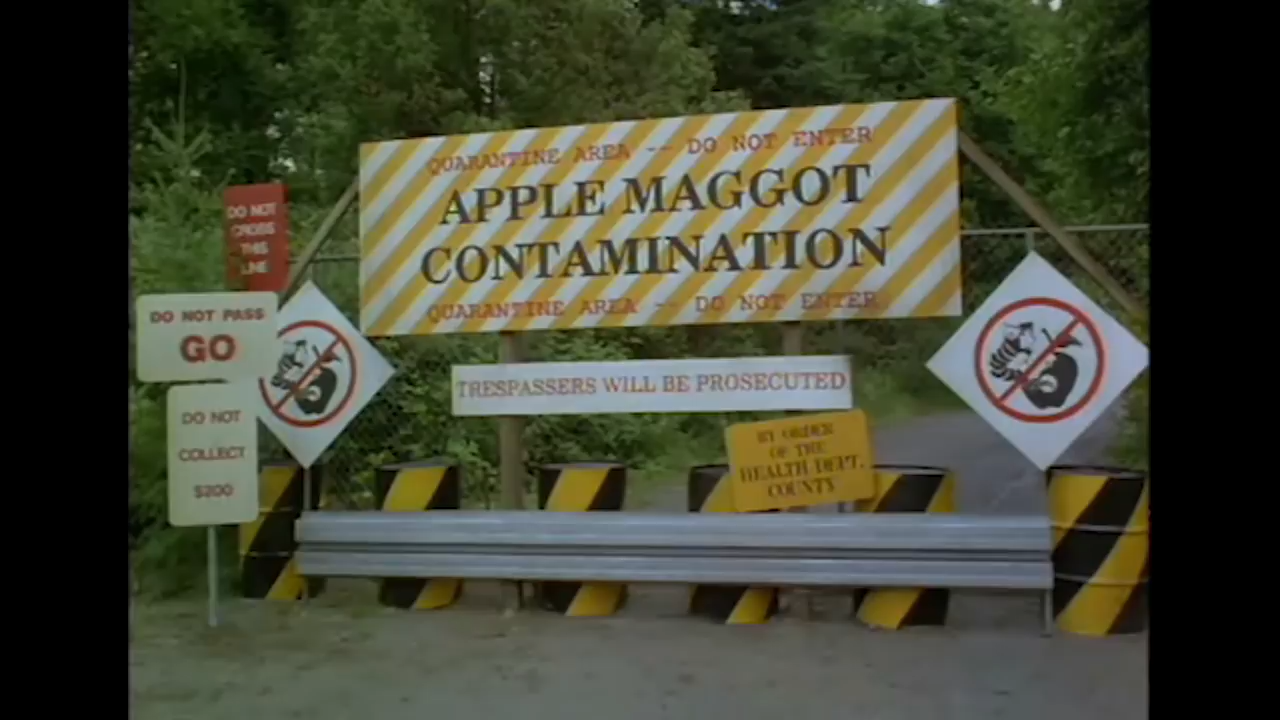 QUARANTINE AREA -- DO NOT ENTER
APPLE MAGGOT
CONTAMINATION
QUARANTINE AREA -- DO NOT ENTER
DO NOT
CROSS
THIS
LINE
DO NOT PASS
GO
DO NOT
COLLECT
$200
TRESPASSERS WILL BE PROSECUTED
BY ORDER
OF THE
HEALTH DEPT.
COUNTY